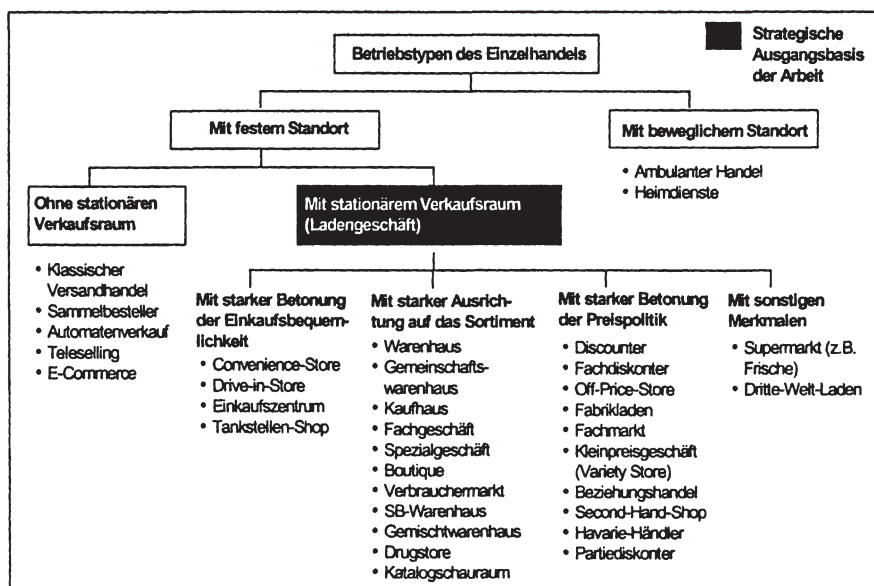 Betriebstypen des Einzelhandels
Strategische
Ausgangsbasis
der Arbeit
Mit festem Standort
Mit beweglichem Standort
• Ambulanter Handel
• Heimdienste
Ohne stationären
Verkaufsraum
• Klassischer
Versandhandel
• Sammelbesteller
• Automatenverkauf
• Teleselling
• E-Commerce
Mit stationärem Verkaufsraum
(Ladengeschäft)
Mit starker Betonung
der Einkaufsbequem-
lichkeit
• Convenience-Store
• Drive-in-Store
• Einkaufszentrum
• Tankstellen-Shop
Mit starker Ausrich-
tung auf das Sortiment
• Warenhaus
• Gemeinschafts-
warenhaus
• Kaufhaus
• Fachgeschäft
• Spezialgeschäft
• Boutique
• Verbrauchermarkt
• SB-Warenhaus
• Gemischtwarenhaus
• Drugstore
• Katalogschauraum
Mit starker Betonung
der Preispolitik
• Discounter
• Fachdiskonter
• Off-Price-Store
• Fabrikladen
• Fachmarkt
• Kleinpreisgeschäft
(Variety Store)
• Beziehungshandel
• Second-Hand-Shop
• Havarie-Händler
• Partiediskonter
Mit sonstigen
Merkmalen
• Supermarkt (z.B.
Frische)
• Dritte-Welt-Laden